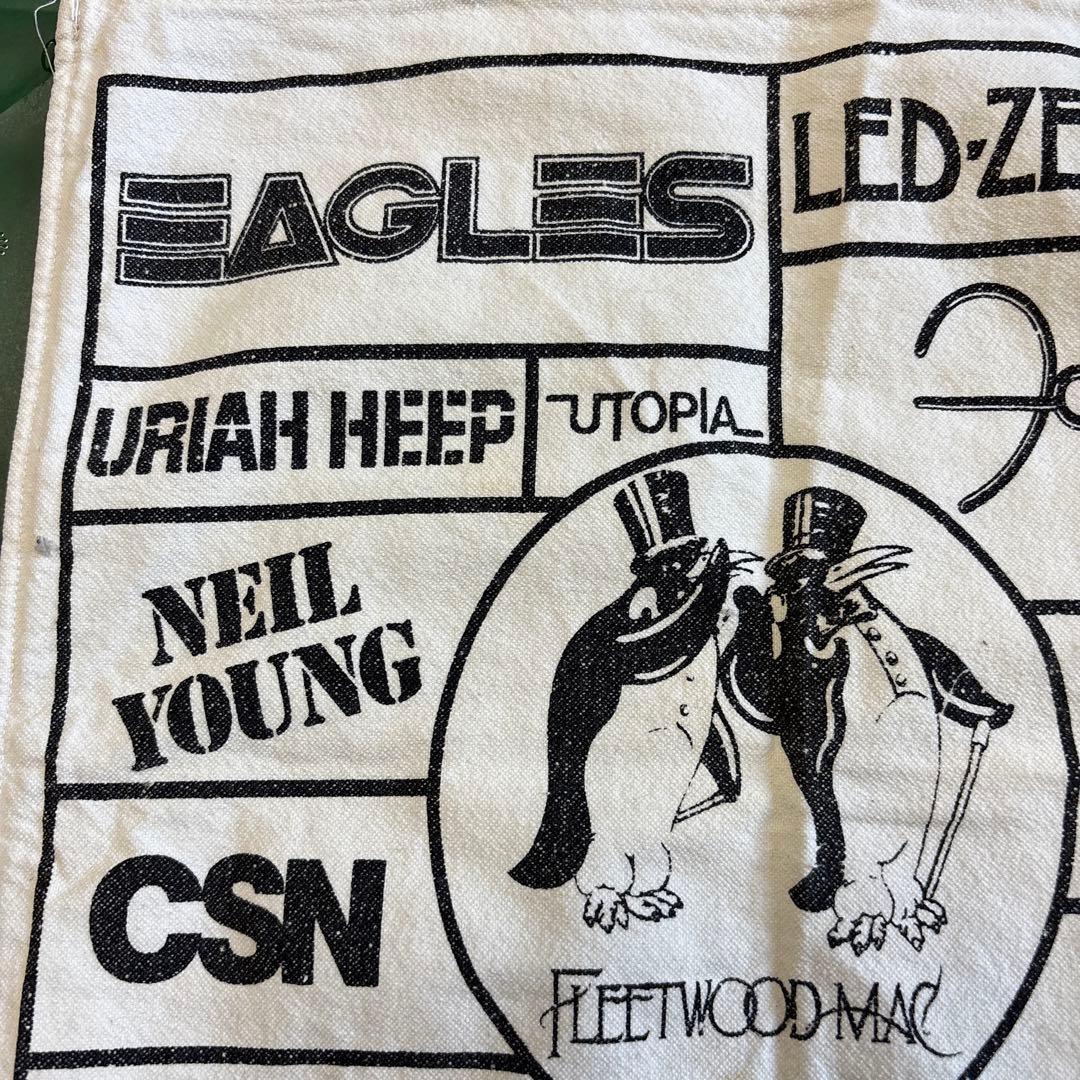 EAGLES
LED-ZE
URIAH HEEP
UTOPIA
NEIL
YOUNG
CSN
FLEETWOOD MAC